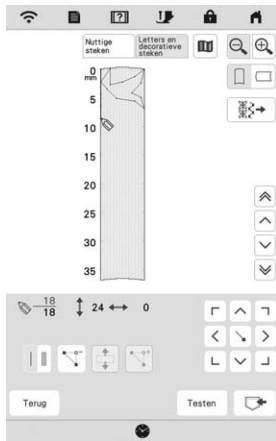 Nuttige
steken
Letters en
decoratieve
steken
0
mm
5
10
15
20
25
30
35
18
18
24
0
Terug
Testen